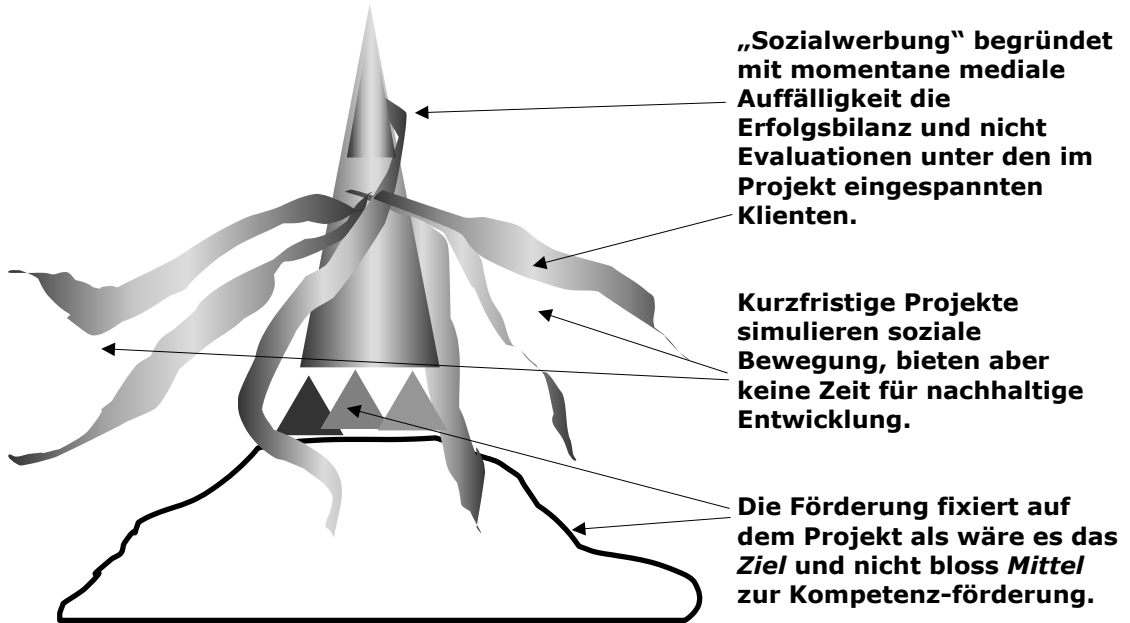 „Sozialwerbung“ begründet
mit momentane mediale
Auffälligkeit die
Erfolgsbilanz und nicht
Evaluationen unter den im
Projekt eingespannten
Klienten.
Kurzfristige Projekte
simulieren soziale
Bewegung, bieten aber
keine Zeit für nachhaltige
Entwicklung.
Die Förderung fixiert auf
dem Projekt als wäre es das
Ziel und nicht bloss Mittel
zur Kompetenz-förderung.